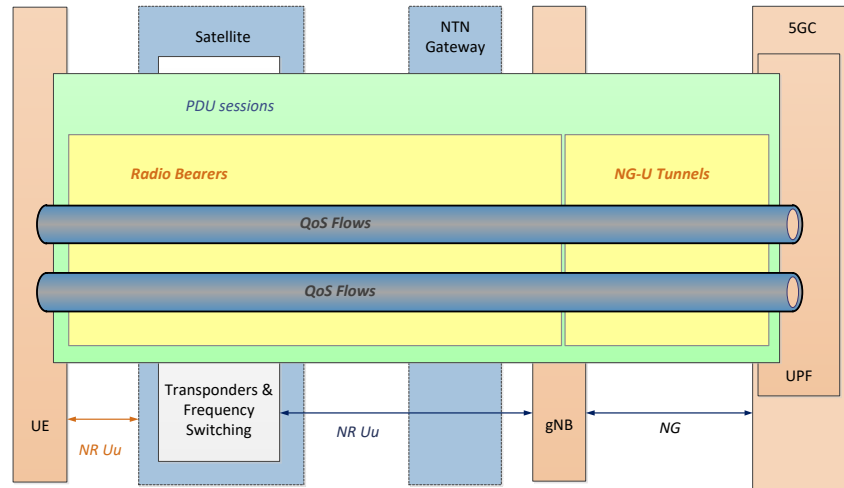 Satellite
NTN
Gateway
5GC
PDU sessions
Radio Bearers
NG-U Tunnels
QoS Flows
QoS Flows
Transponders &
Frequency
Switching
UPF
UE
gNB
NR Uu
NR Uu
NG